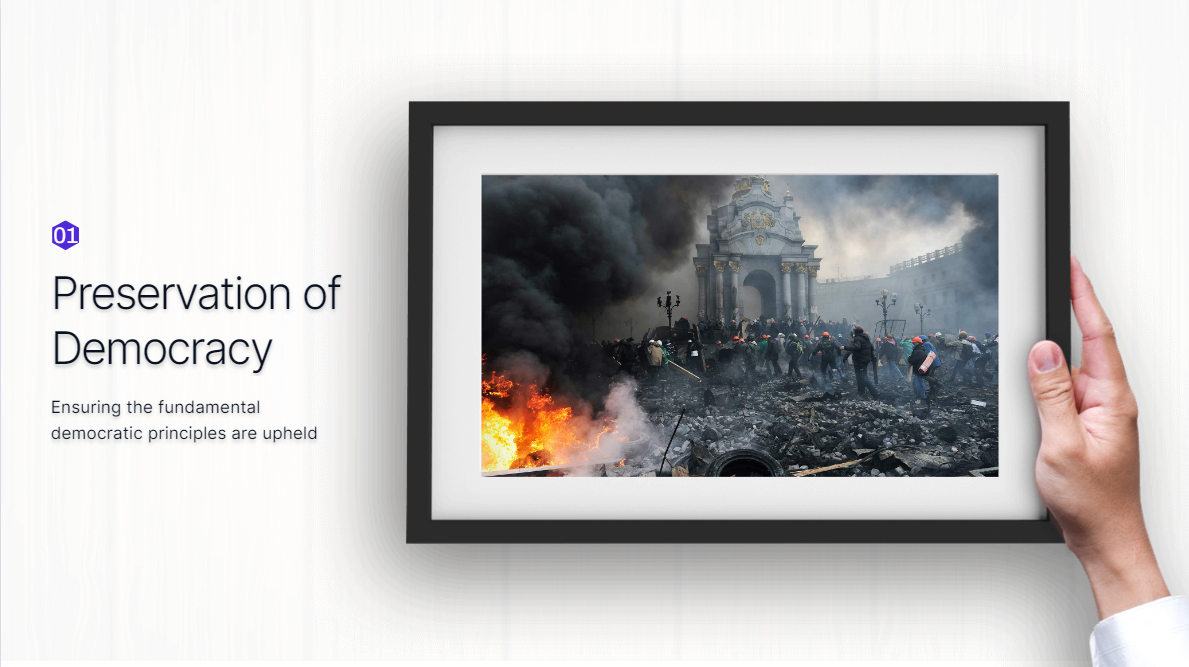 01
Preservation of
Democracy
Ensuring the fundamental
democratic principles are upheld